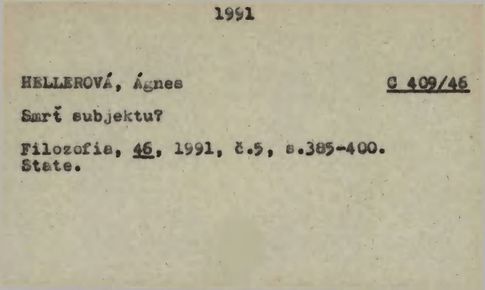 1991
HELLEROVÁ, Ágnes C 409/46
Smrť subjektu?
Filozofia, 46, 1991, č.5, s.385-400.
State.